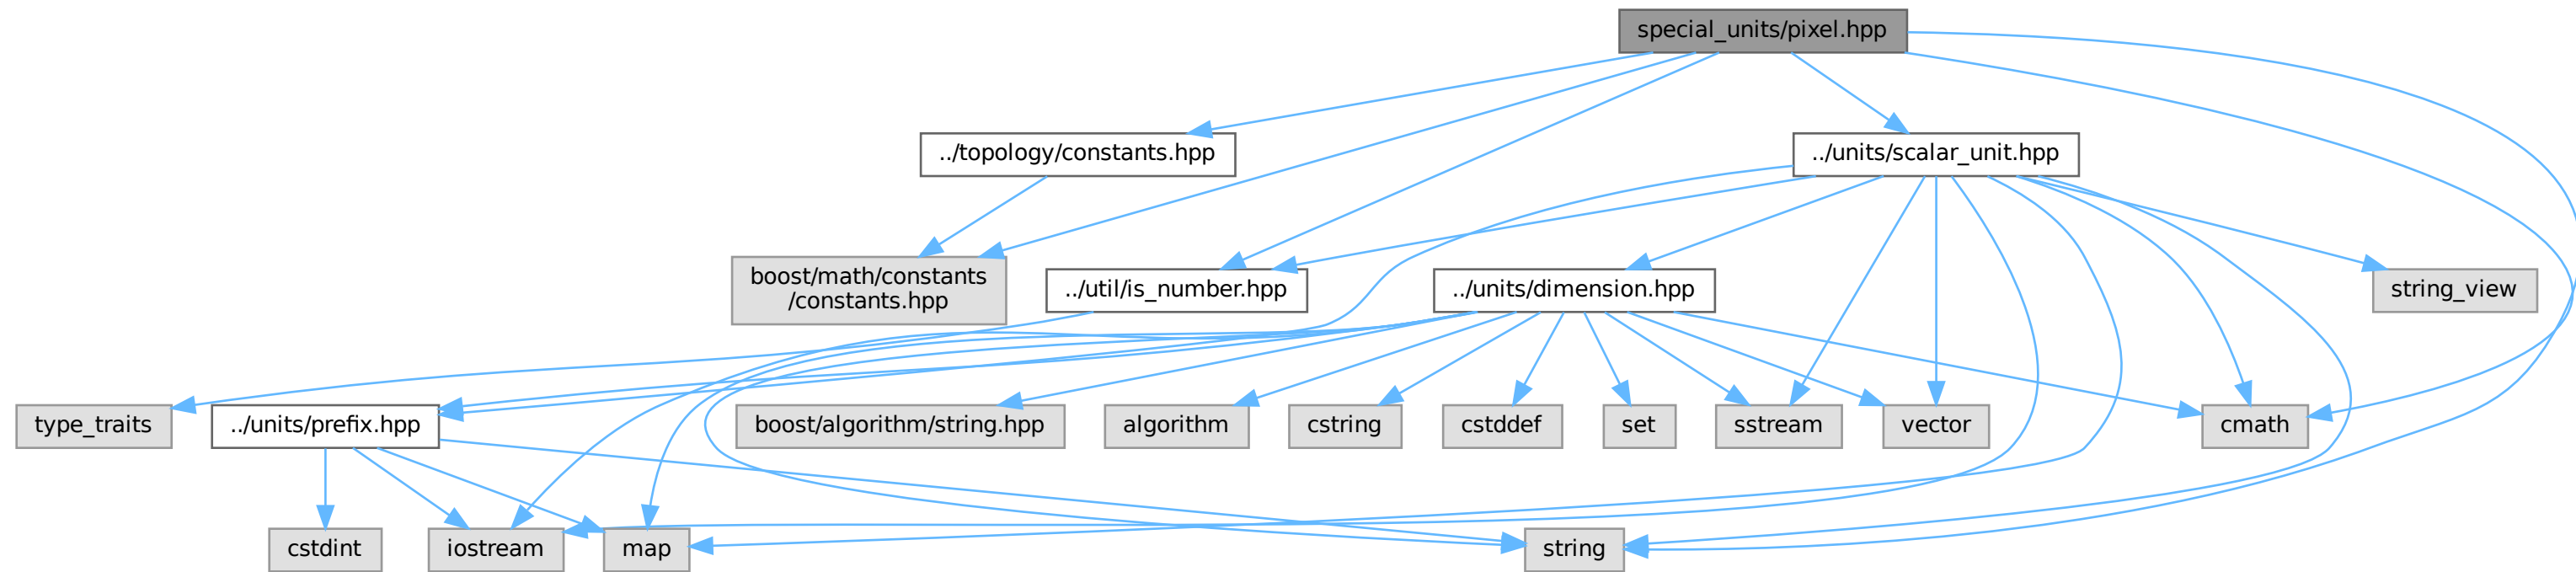 special_units/pixel.hpp
../topology/constants.hpp
../units/scalar_unit.hpp
boost/math/constants
/constants.hpp
../util/is_number.hpp
../units/dimension.hpp
string_view
type_traits
../units/prefix.hpp
boost/algorithm/string.hpp
algorithm
cstring
cstddef
set
sstream
vector
cmath
cstdint
iostream
map
string